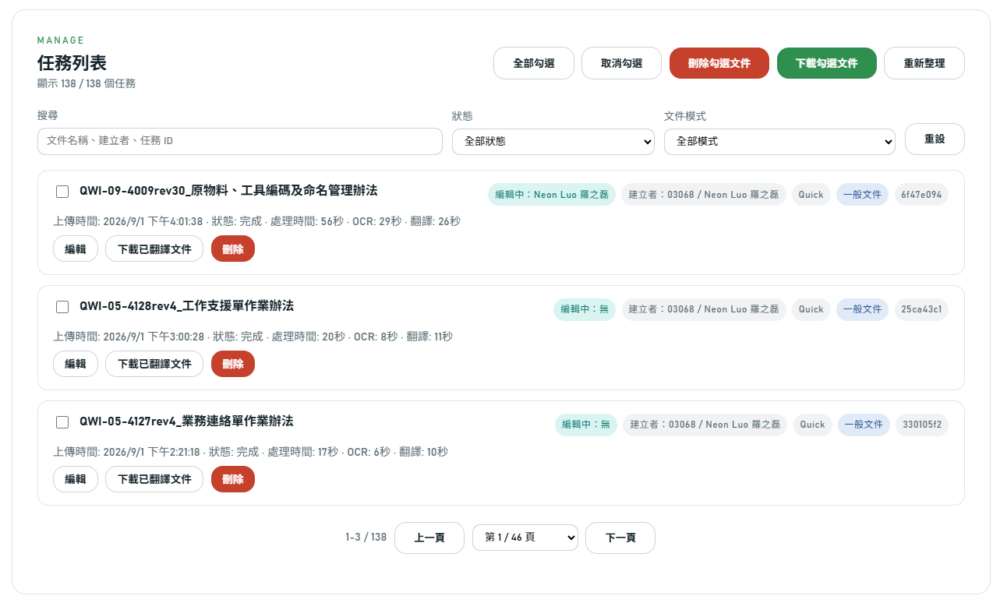 MANAGE
任務列表
顯示 138 / 138 個任務
全部勾選 取消勾選 刪除勾選文件 下載勾選文件 重新整理
搜尋 狀態 文件模式
文件名稱、建立者、任務 ID 全部狀態 全部模式 重設
QWI-09-4009rev30_原物料、工具編碼及命名管理辦法 編輯中：Neon Luo 羅之磊 建立者：03068 / Neon Luo 羅之磊 Quick 一般文件 6f47e094
上傳時間: 2026/9/1 下午4:01:38 · 狀態: 完成 · 處理時間: 56秒 · OCR: 29秒 · 翻譯: 26秒
編輯 下載已翻譯文件 刪除
QWI-05-4128rev4_工作支援單作業辦法 編輯中：無 建立者：03068 / Neon Luo 羅之磊 Quick 一般文件 25ca43c1
上傳時間: 2026/9/1 下午3:00:28 · 狀態: 完成 · 處理時間: 20秒 · OCR: 8秒 · 翻譯: 11秒
編輯 下載已翻譯文件 刪除
QWI-05-4127rev4_業務連絡單作業辦法 編輯中：無 建立者：03068 / Neon Luo 羅之磊 Quick 一般文件 330105f2
上傳時間: 2026/9/1 下午2:21:18 · 狀態: 完成 · 處理時間: 17秒 · OCR: 6秒 · 翻譯: 10秒
編輯 下載已翻譯文件 刪除
1-3 / 138 上一頁 第 1 / 46 頁 下一頁